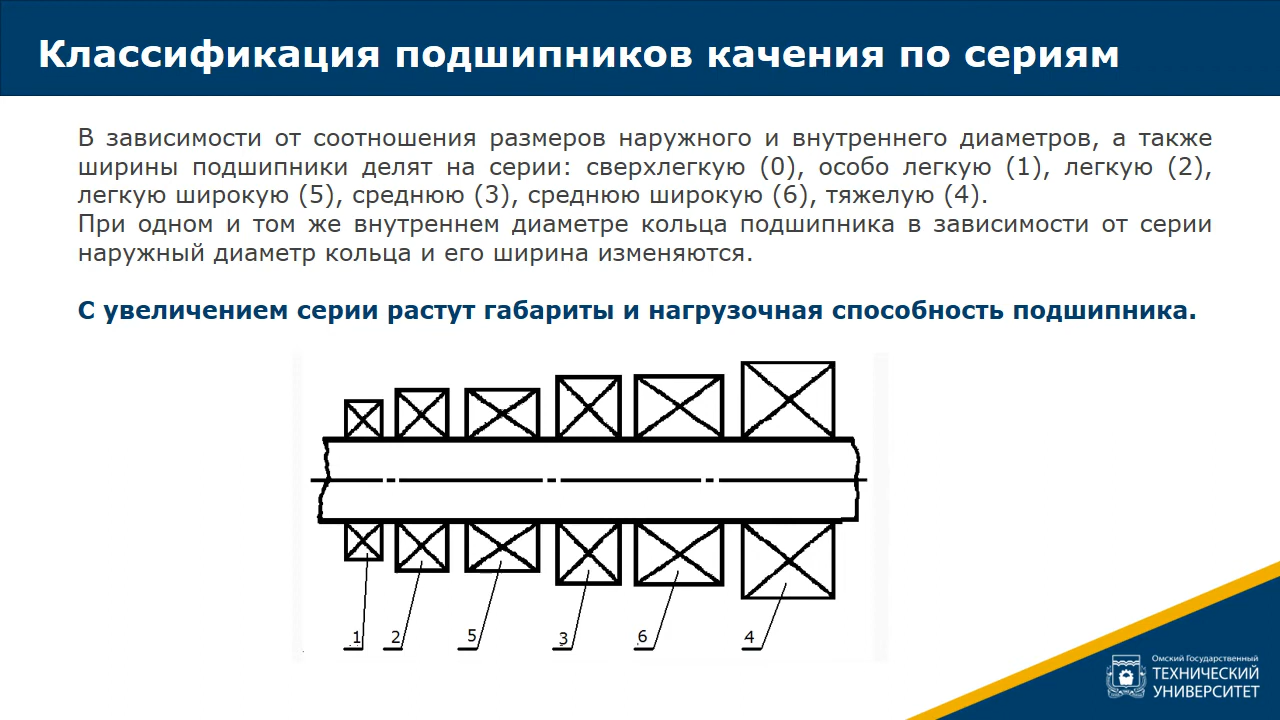 Классификация подшипников качения по сериям
В зависимости от соотношения размеров наружного и внутреннего диаметров, а также
ширины подшипники делят на серии: сверхлегкую (0), особо легкую (1), легкую (2),
легкую широкую (5), среднюю (3), среднюю широкую (6), тяжелую (4).
При одном и том же внутреннем диаметре кольца подшипника в зависимости от серии
наружный диаметр кольца и его ширина изменяются.
С увеличением серии растут габариты и нагрузочная способность подшипника.
1 2 5 3 6 4
Омский Государственный
ТЕХНИЧЕСКИЙ
УНИВЕРСИТЕТ